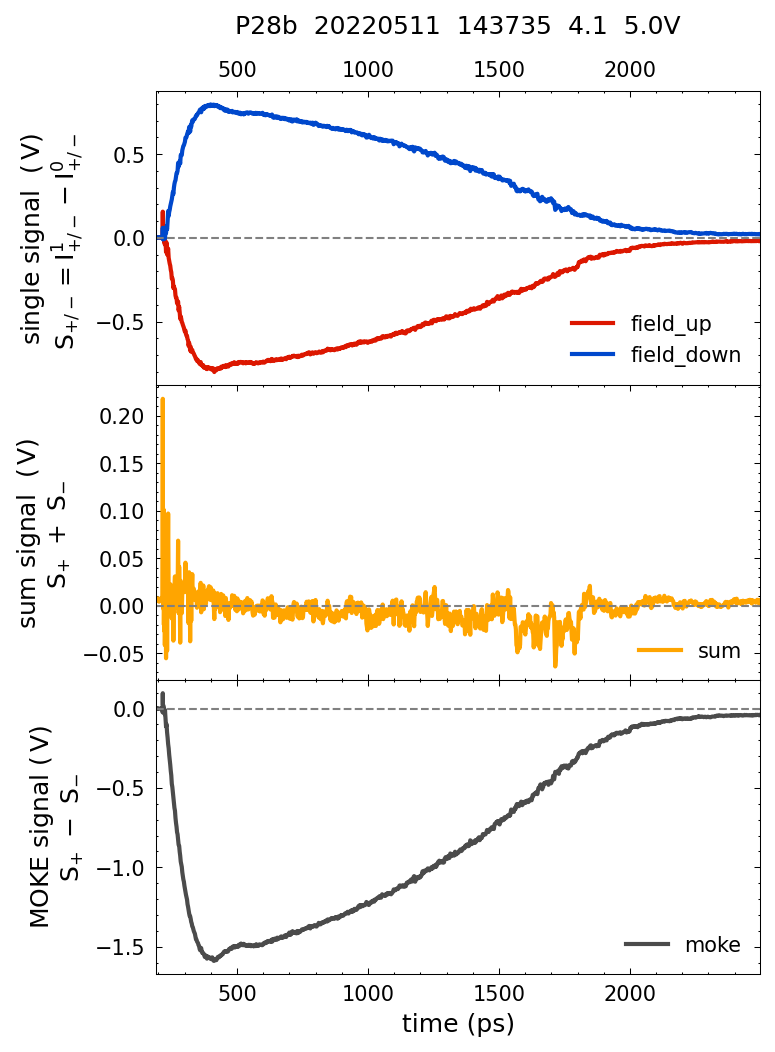 P28b 20220511 143735 4.1 5.0V
500 1000 1500 2000
single signal (V)
S₊/₋ = I¹₊/₋ − I⁰₊/₋
0.5
0.0
−0.5
field_up
field_down
sum signal (V)
S₊ + S₋
0.20
0.15
0.10
0.05
0.00
−0.05
sum
MOKE signal (V)
S₊ − S₋
0.0
−0.5
−1.0
−1.5
moke
500 1000 1500 2000
time (ps)